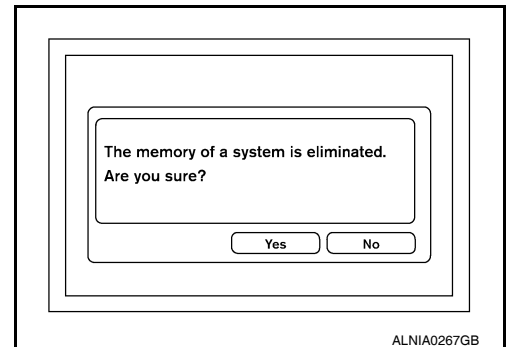 The memory of a system is eliminated.
Are you sure?
Yes No
ALNIA0267GB